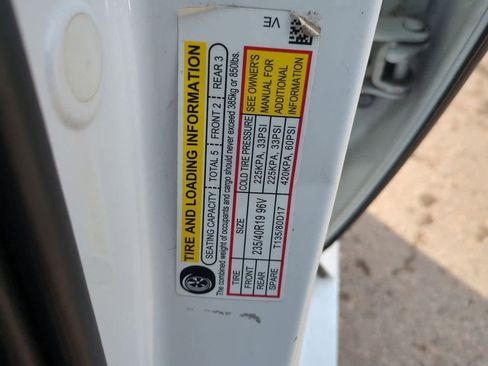 VE
TIRE AND LOADING INFORMATION
SEATING CAPACITY TOTAL 5 FRONT 2 REAR 3
The combined weight of occupants and cargo should never exceed 385kg or 850lbs.
TIRE SIZE COLD TIRE PRESSURE
FRONT 235/40R19 96V 225KPA, 33PSI
REAR 225KPA, 33PSI
SPARE T135/80D17 420KPA, 60PSI
SEE OWNER'S
MANUAL FOR
ADDITIONAL
INFORMATION